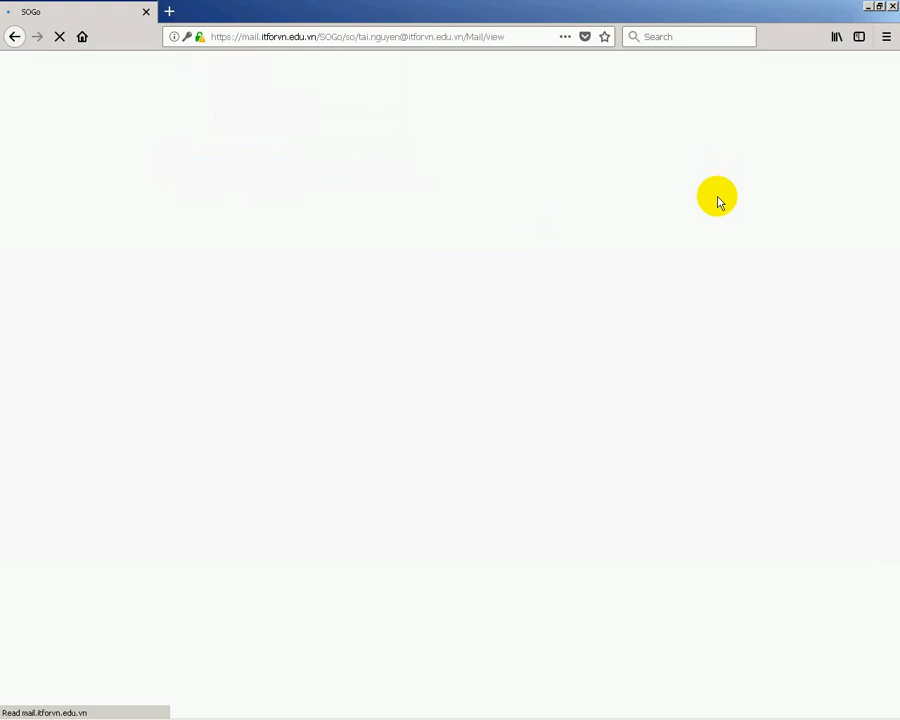 SOGo
https://mail.itforvn.edu.vn/SOGo/so/tai.nguyen@itforvn.edu.vn/Mail/view
Search
Read mail.itforvn.edu.vn